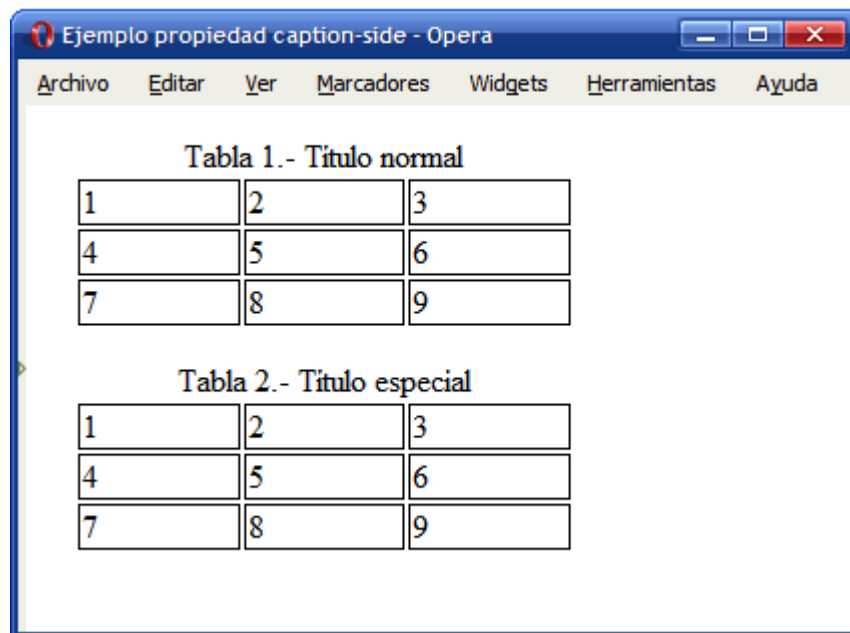 Ejemplo propiedad caption-side - Opera
Archivo Editar Ver Marcadores Widgets Herramientas Ayuda
Tabla 1.- Título normal
1 2 3
4 5 6
7 8 9
Tabla 2.- Título especial
1 2 3
4 5 6
7 8 9